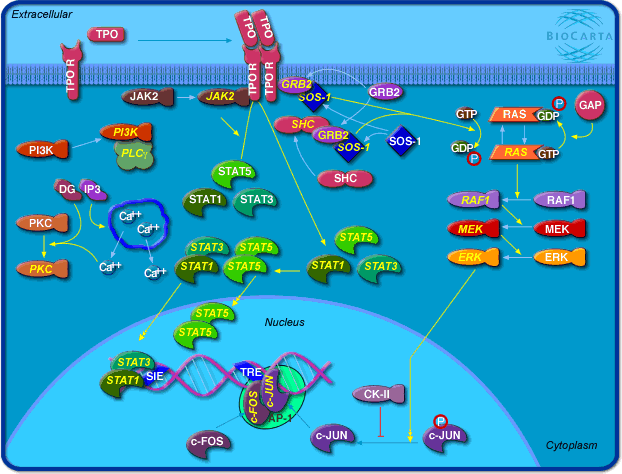 Extracellular
BIOCARTA
TPO
TPO
TPO
TPO R
TPO R
TPO R
JAK2
JAK2
GRB2
SOS-1
GRB2
SHC
GRB2
SOS-1
SOS-1
SHC
GTP
GDP
P
RAS
GDP
P
GAP
RAS
GTP
PI3K
PI3K
PLCγ
STAT5
STAT1
STAT3
DG
IP3
PKC
PKC
Ca++
Ca++
Ca++
Ca++
RAF1
RAF1
MEK
MEK
ERK
ERK
STAT3
STAT1
STAT5
STAT5
STAT5
STAT1
STAT3
STAT5
STAT5
Nucleus
STAT3
STAT1
SIE
TRE
c-FOS
c-JUN
AP-1
c-FOS
c-JUN
CK-II
P
c-JUN
Cytoplasm